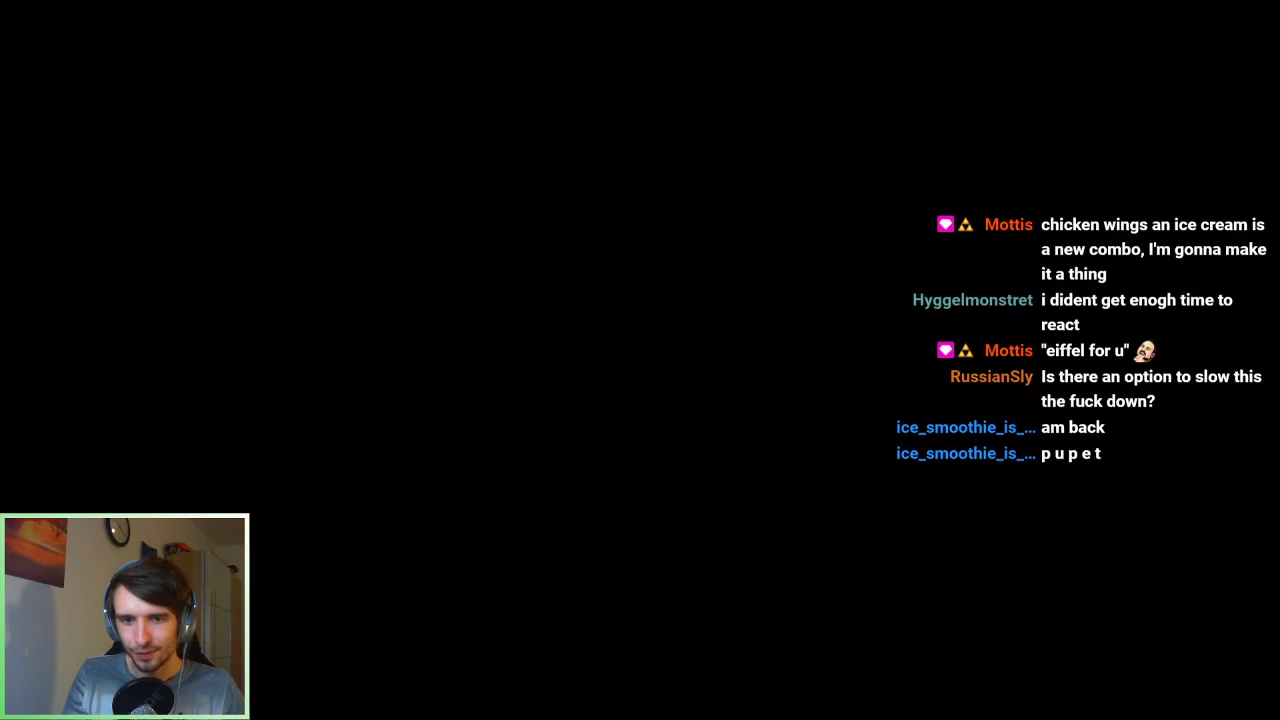 Mottis chicken wings an ice cream is
a new combo, I'm gonna make
it a thing
Hyggelmonstret i dident get enogh time to
react
Mottis "eiffel for u"
RussianSly Is there an option to slow this
the fuck down?
ice_smoothie_is_... am back
ice_smoothie_is_... p u p e t